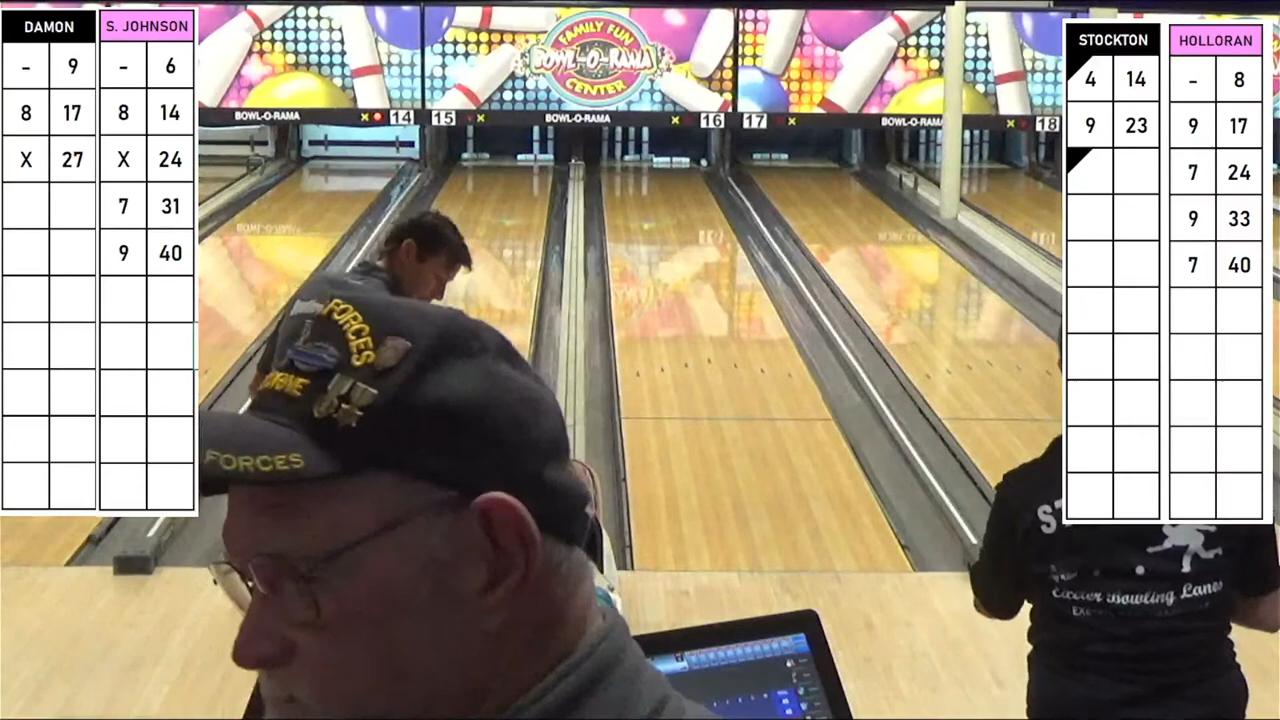 DAMON
- 9
8 17
X 27
S. JOHNSON
- 6
8 14
X 24
7 31
9 40
FAMILY FUN
BOWL-O-RAMA
CENTER
BOWL-O-RAMA
14
15
BOWL-O-RAMA
16
17
18
STOCKTON
4 14
9 23
HOLLORAN
- 8
9 17
7 24
9 33
7 40
FORCES
FORCES
Exeter Bowling Lanes